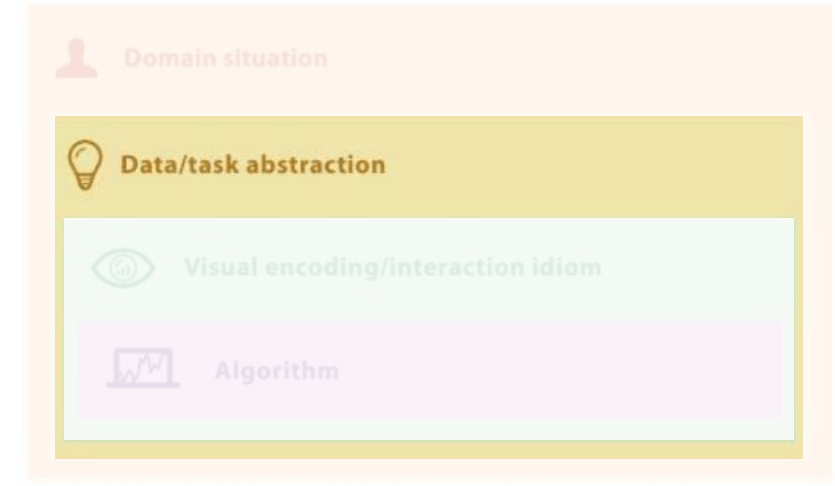 Domain situation
Data/task abstraction
Visual encoding/interaction idiom
Algorithm